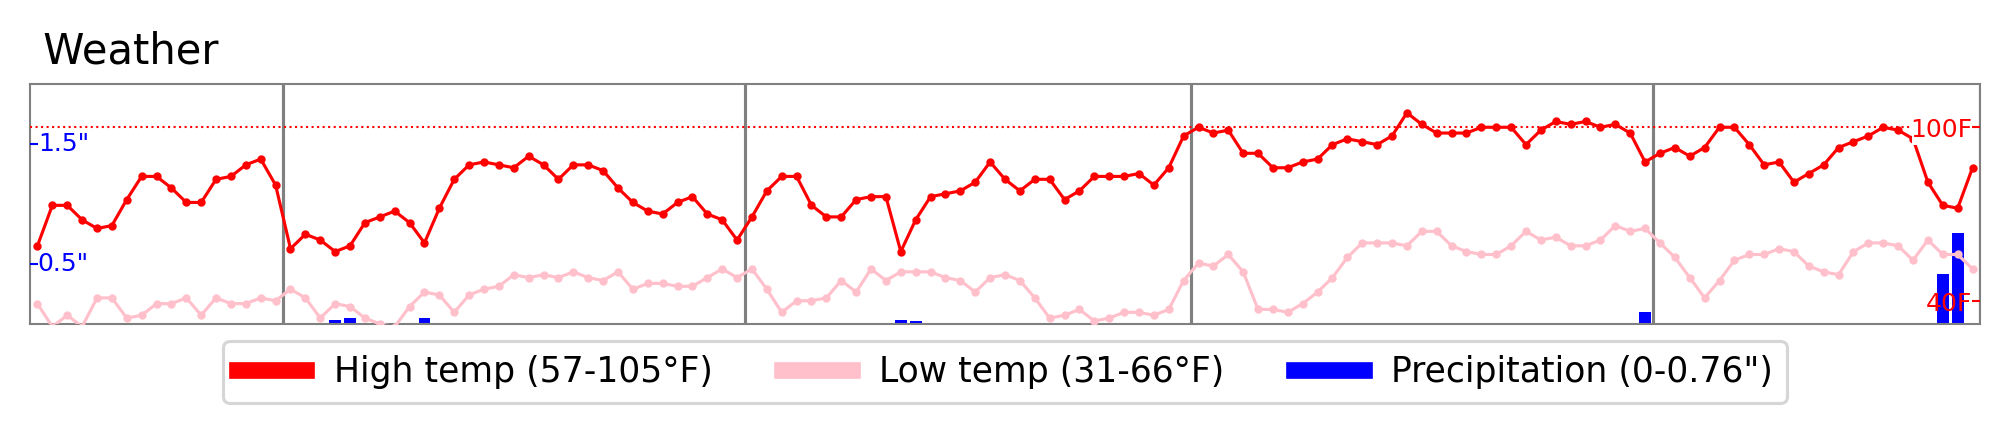 Weather
1.5"
100F
0.5"
40F
High temp (57-105°F) Low temp (31-66°F) Precipitation (0-0.76")